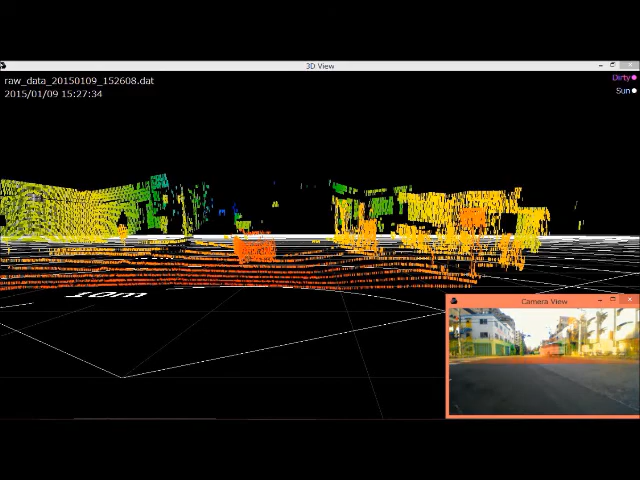 3D View
raw_data_20150109_152608.dat
Dirty
2015/01/09 15:27:34
Sun
10m
Camera View